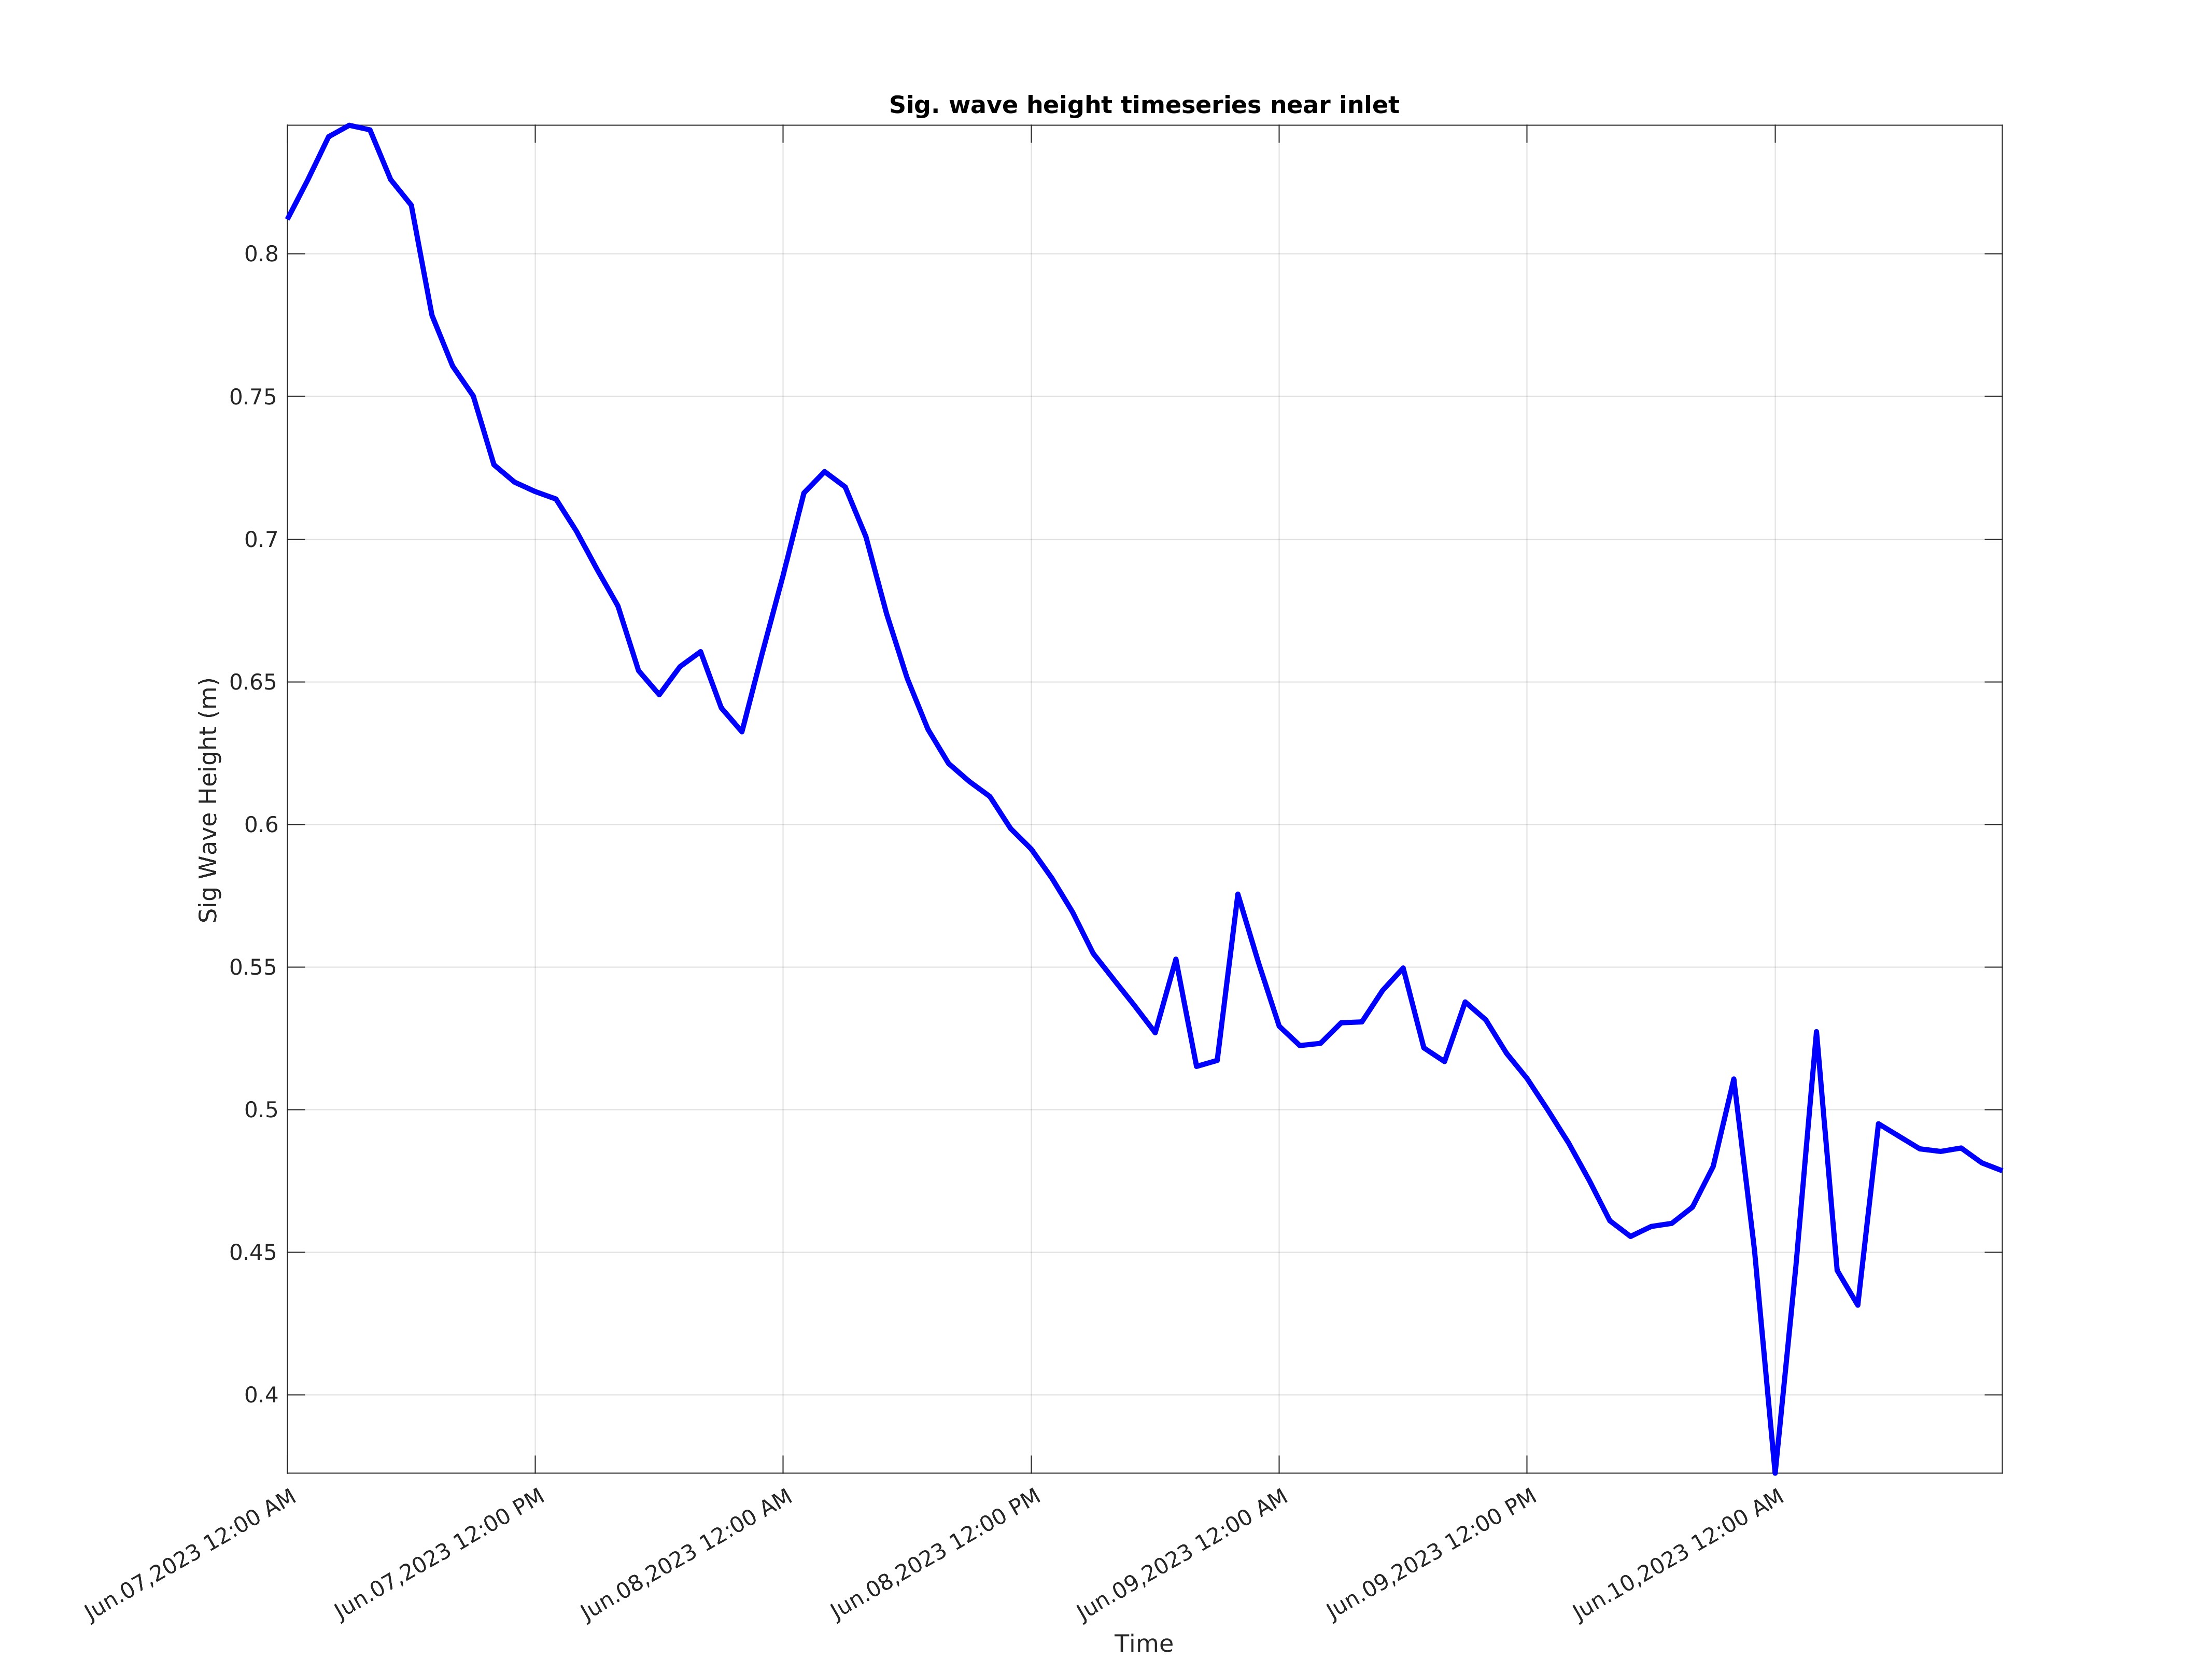 Sig. wave height timeseries near inlet
Sig Wave Height (m)
0.8
0.75
0.7
0.65
0.6
0.55
0.5
0.45
0.4
Jun.07,2023 12:00 AM
Jun.07,2023 12:00 PM
Jun.08,2023 12:00 AM
Jun.08,2023 12:00 PM
Jun.09,2023 12:00 AM
Jun.09,2023 12:00 PM
Jun.10,2023 12:00 AM
Time